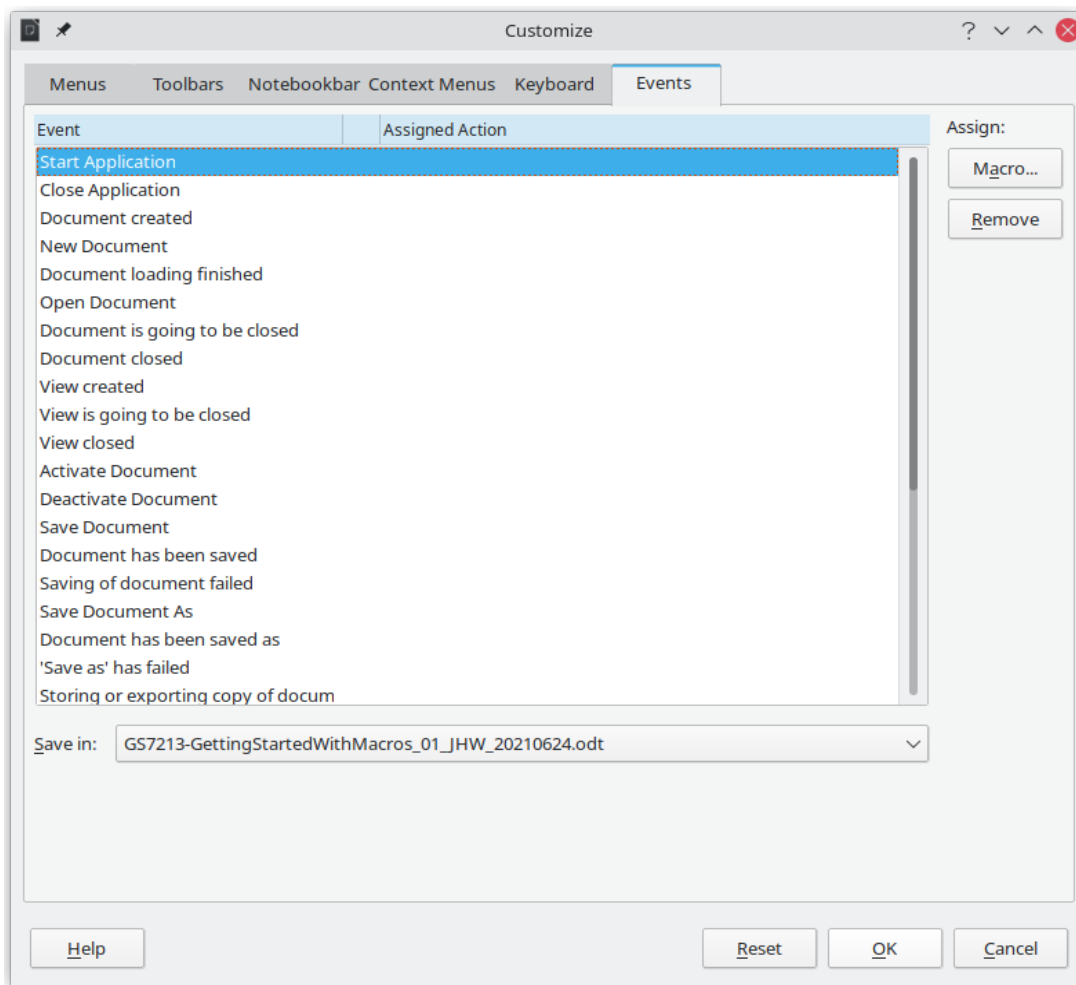 Customize
Menus Toolbars Notebookbar Context Menus Keyboard Events
Event Assigned Action
Assign:
Start Application
Macro...
Close Application
Document created
Remove
New Document
Document loading finished
Open Document
Document is going to be closed
Document closed
View created
View is going to be closed
View closed
Activate Document
Deactivate Document
Save Document
Document has been saved
Saving of document failed
Save Document As
Document has been saved as
'Save as' has failed
Storing or exporting copy of docum
Save in: GS7213-GettingStartedWithMacros_01_JHW_20210624.odt
Help Reset OK Cancel